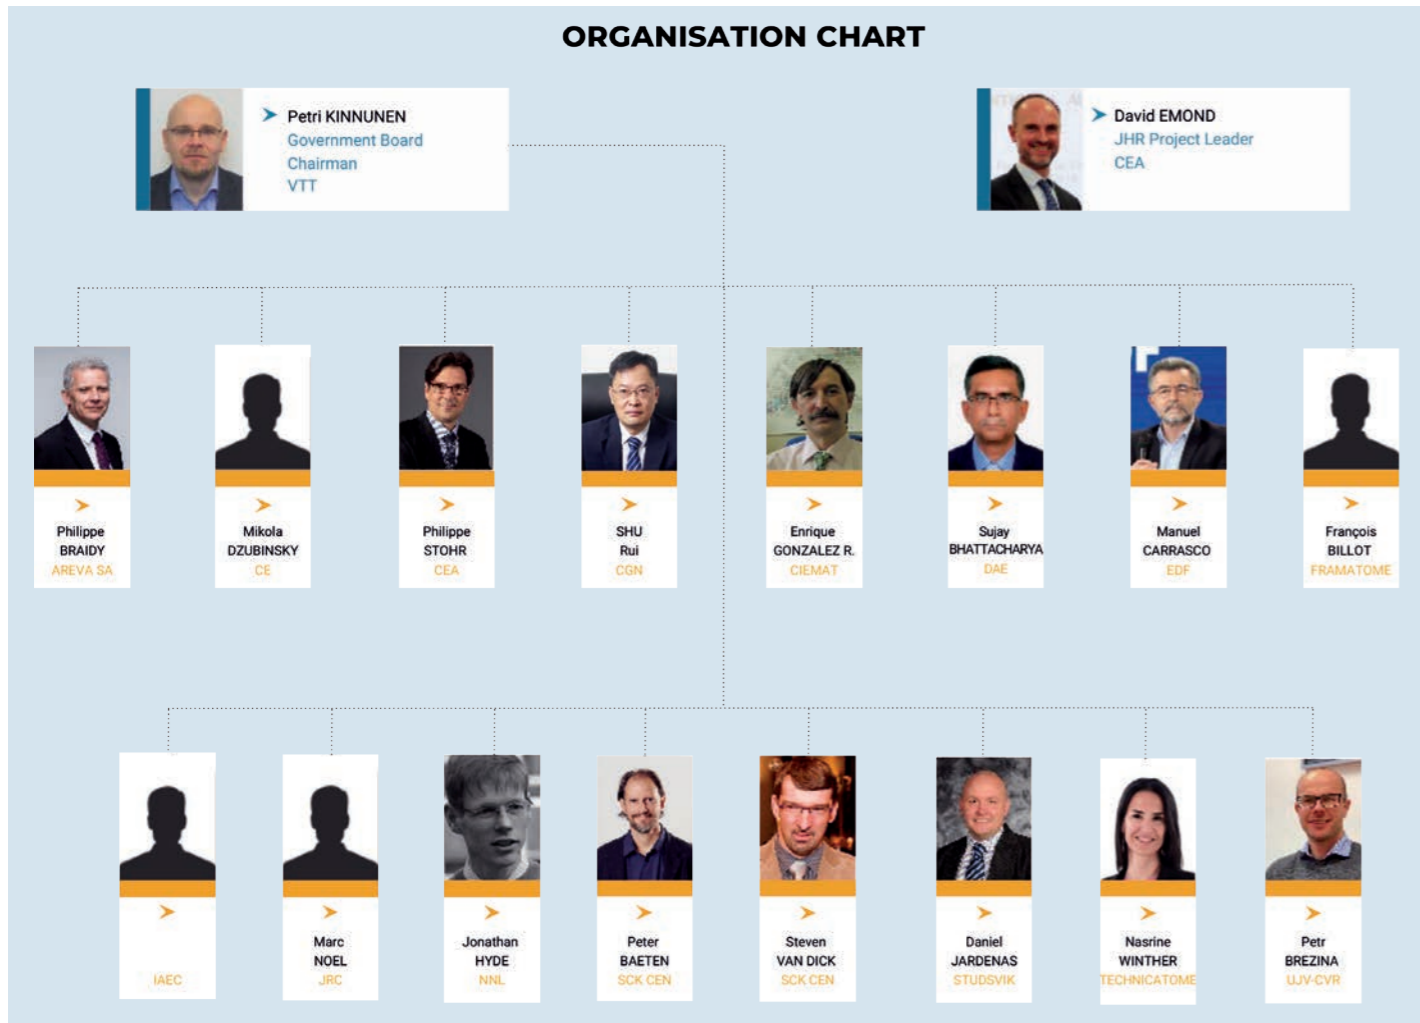 ORGANISATION CHART
Petri KINNUNEN
Government Board
Chairman
VTT
David EMOND
JHR Project Leader
CEA
Philippe
BRAIDY
AREVA SA
Mikola
DZUBINSKY
CE
Philippe
STOHR
CEA
SHU
Rui
CGN
Enrique
GONZALEZ R.
CIEMAT
Sujay
BHATTACHARYA
DAE
Manuel
CARRASCO
EDF
François
BILLOT
FRAMATOME
IAEC
Marc
NOEL
JRC
Jonathan
HYDE
NNL
Peter
BAETEN
SCK CEN
Steven
VAN DICK
SCK CEN
Daniel
JARDENAS
STUDSVIK
Nasrine
WINTHER
TECHNICATOME
Petr
BREZINA
UJV-CVR